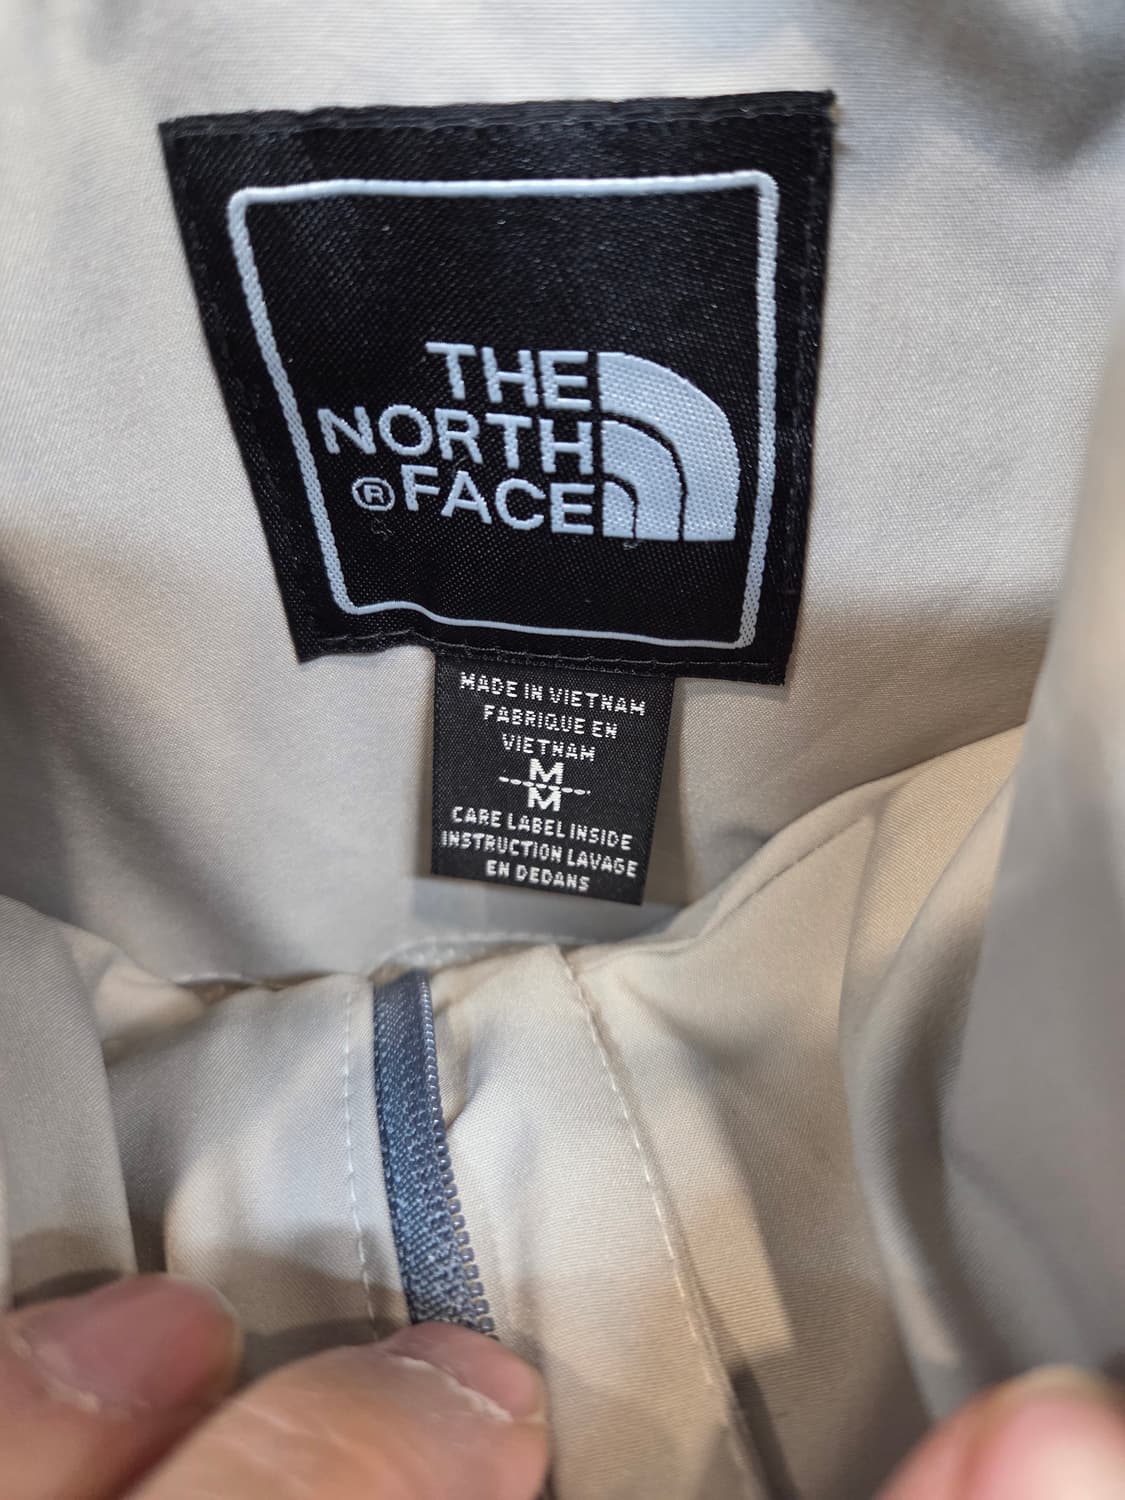 THE
NORTH
®FACE
MADE IN VIETNAM
FABRIQUE EN
VIETNAM
M
M
CARE LABEL INSIDE
INSTRUCTION LAVAGE
EN DEDANS